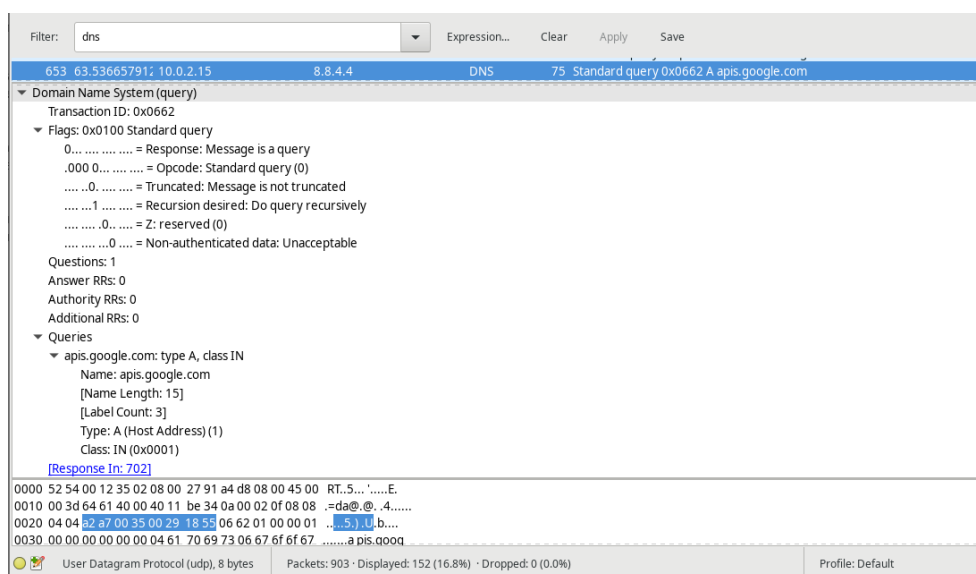 Filter: dns Expression... Clear Apply Save
653 63.536657912 10.0.2.15 8.8.4.4 DNS 75 Standard query 0x0662 A apis.google.com
Domain Name System (query)
Transaction ID: 0x0662
Flags: 0x0100 Standard query
0... .... .... .... = Response: Message is a query
.000 0... .... .... = Opcode: Standard query (0)
.... ..0. .... .... = Truncated: Message is not truncated
.... ...1 .... .... = Recursion desired: Do query recursively
.... .... .0.. .... = Z: reserved (0)
.... .... ...0 .... = Non-authenticated data: Unacceptable
Questions: 1
Answer RRs: 0
Authority RRs: 0
Additional RRs: 0
Queries
apis.google.com: type A, class IN
Name: apis.google.com
[Name Length: 15]
[Label Count: 3]
Type: A (Host Address) (1)
Class: IN (0x0001)
[Response In: 702]
0000 52 54 00 12 35 02 08 00 27 91 a4 d8 08 00 45 00 RT..5... '.....E.
0010 00 3d 64 61 40 00 40 11 be 34 0a 00 02 0f 08 08 .=da@.@. .4......
0020 04 04 a2 a7 00 35 00 29 18 55 06 62 01 00 00 01 .....5.) .U.b....
0030 00 00 00 00 00 00 04 61 70 69 73 06 67 6f 6f 67 .......a pis.goog
User Datagram Protocol (udp), 8 bytes Packets: 903 · Displayed: 152 (16.8%) · Dropped: 0 (0.0%) Profile: Default